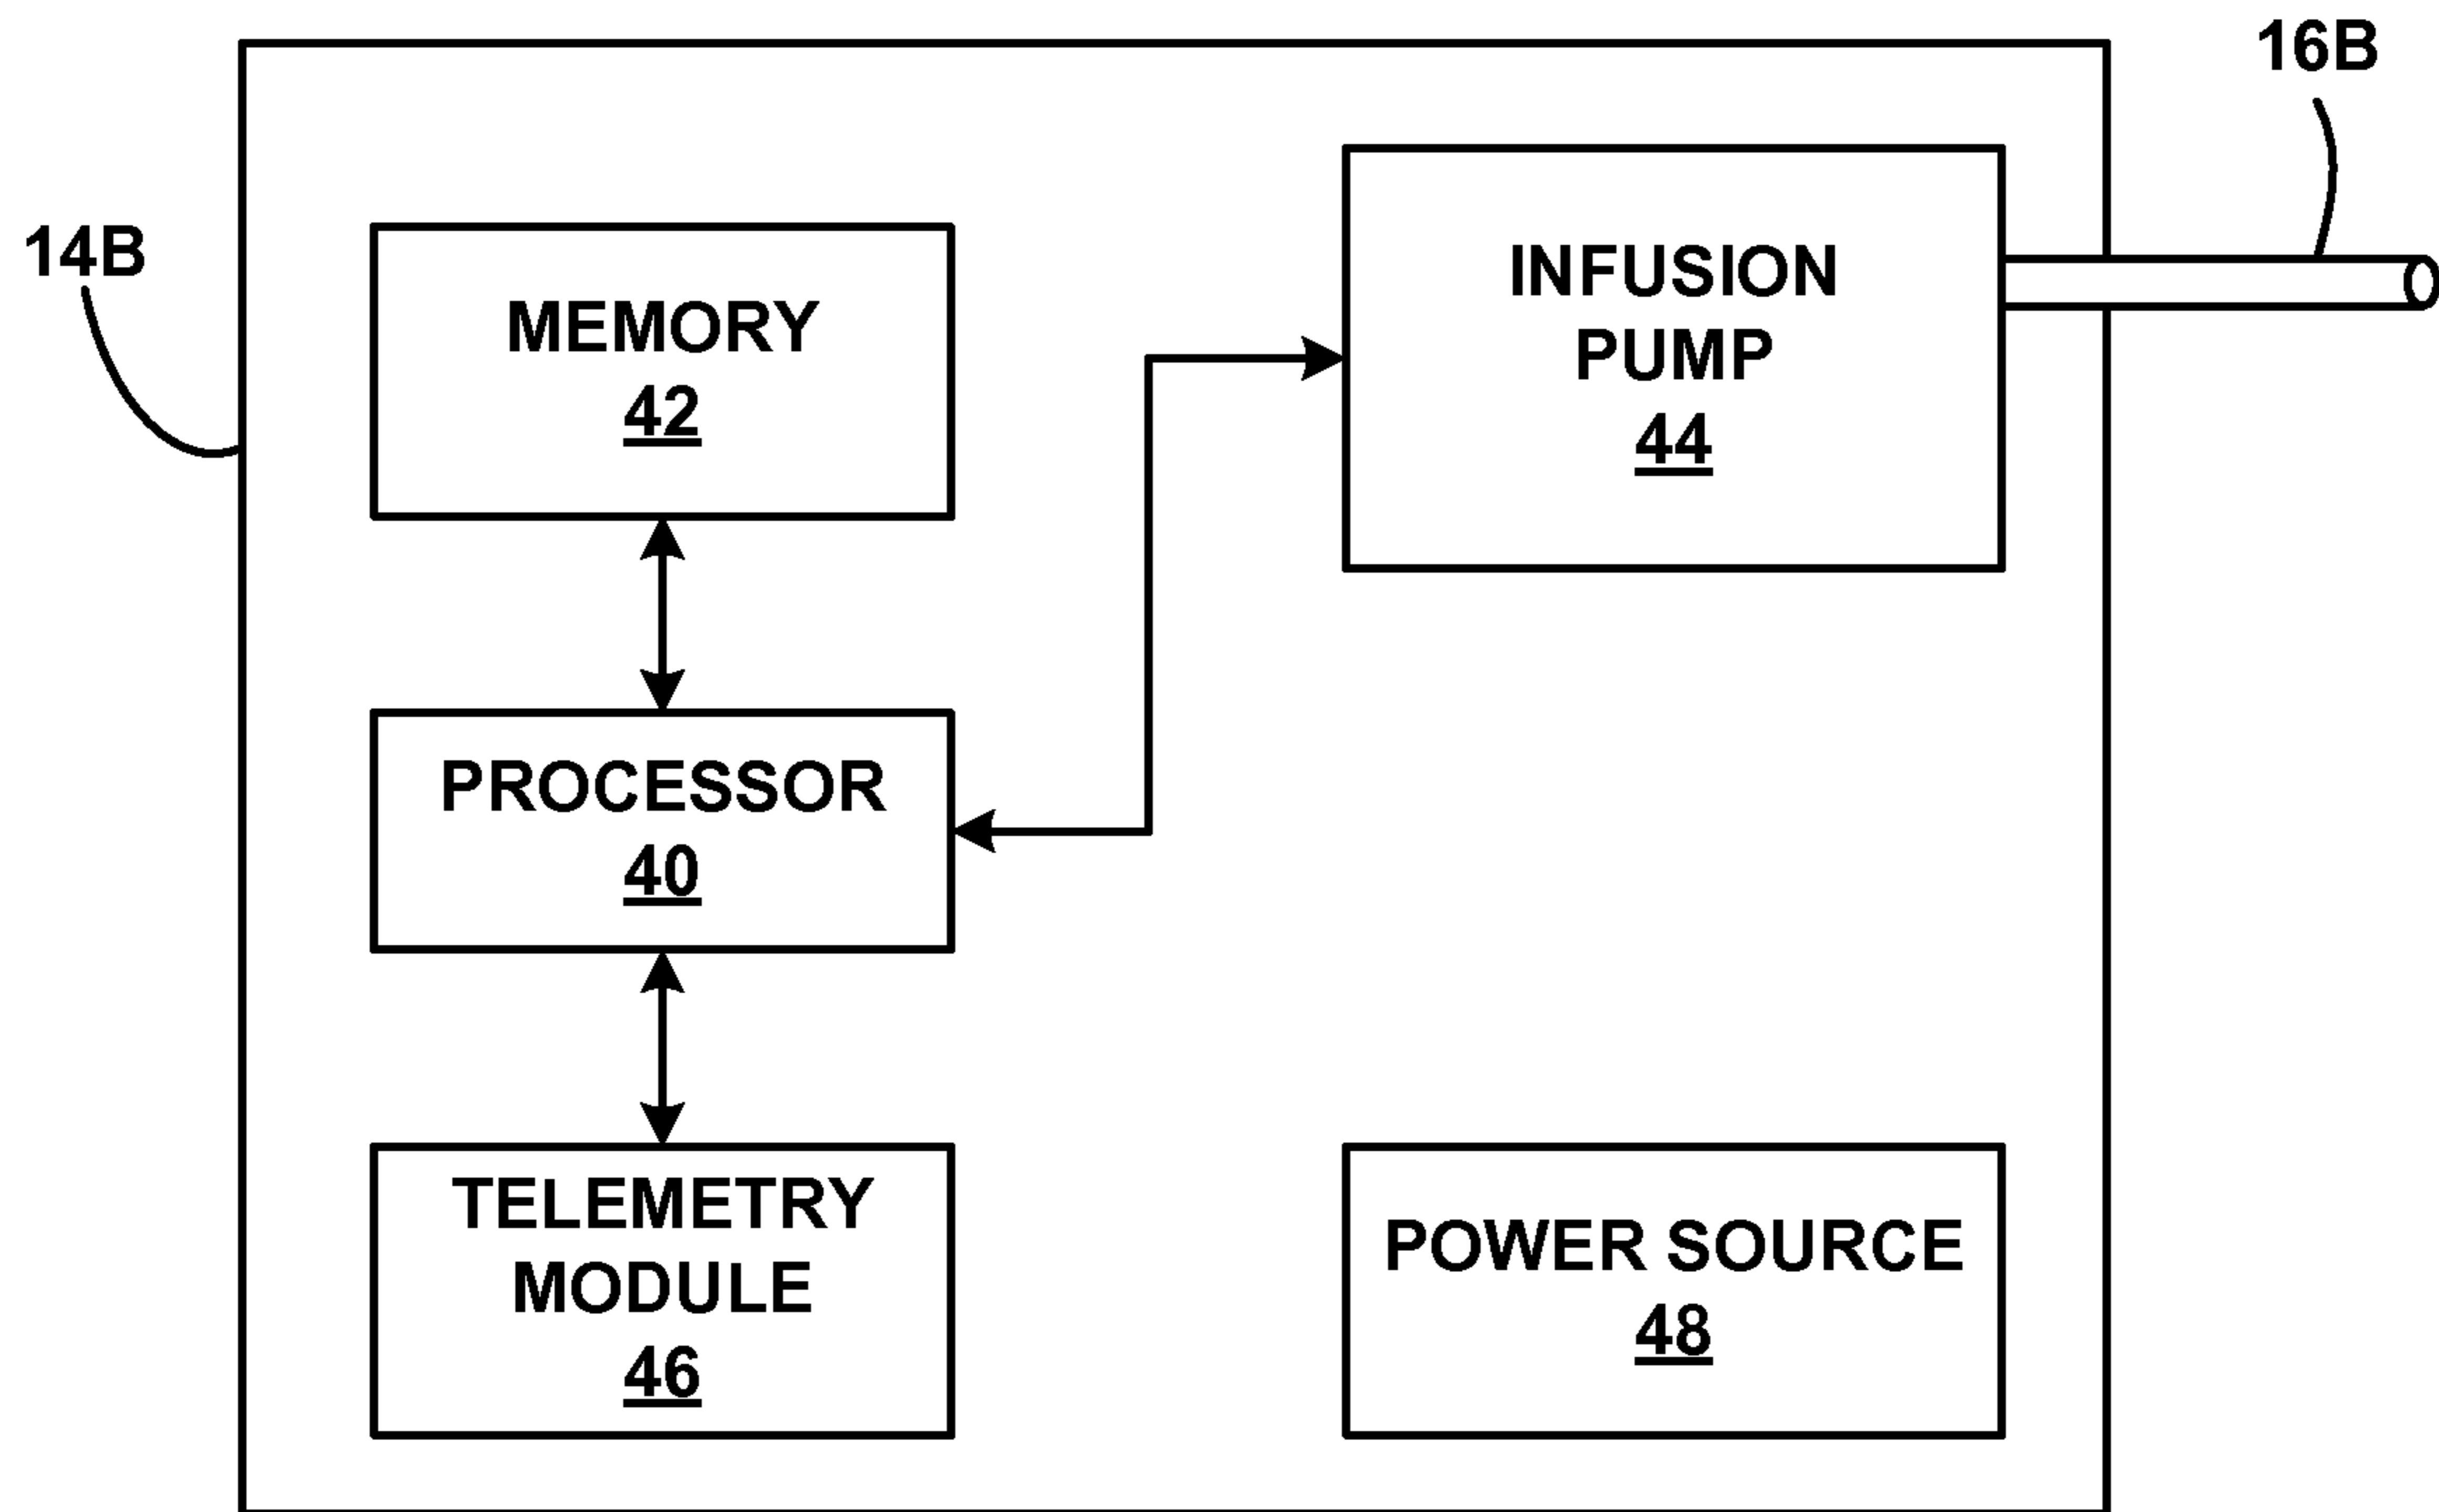 16B
14B
MEMORY
42
INFUSION
PUMP
44
PROCESSOR
40
TELEMETRY
MODULE
46
POWER SOURCE
48